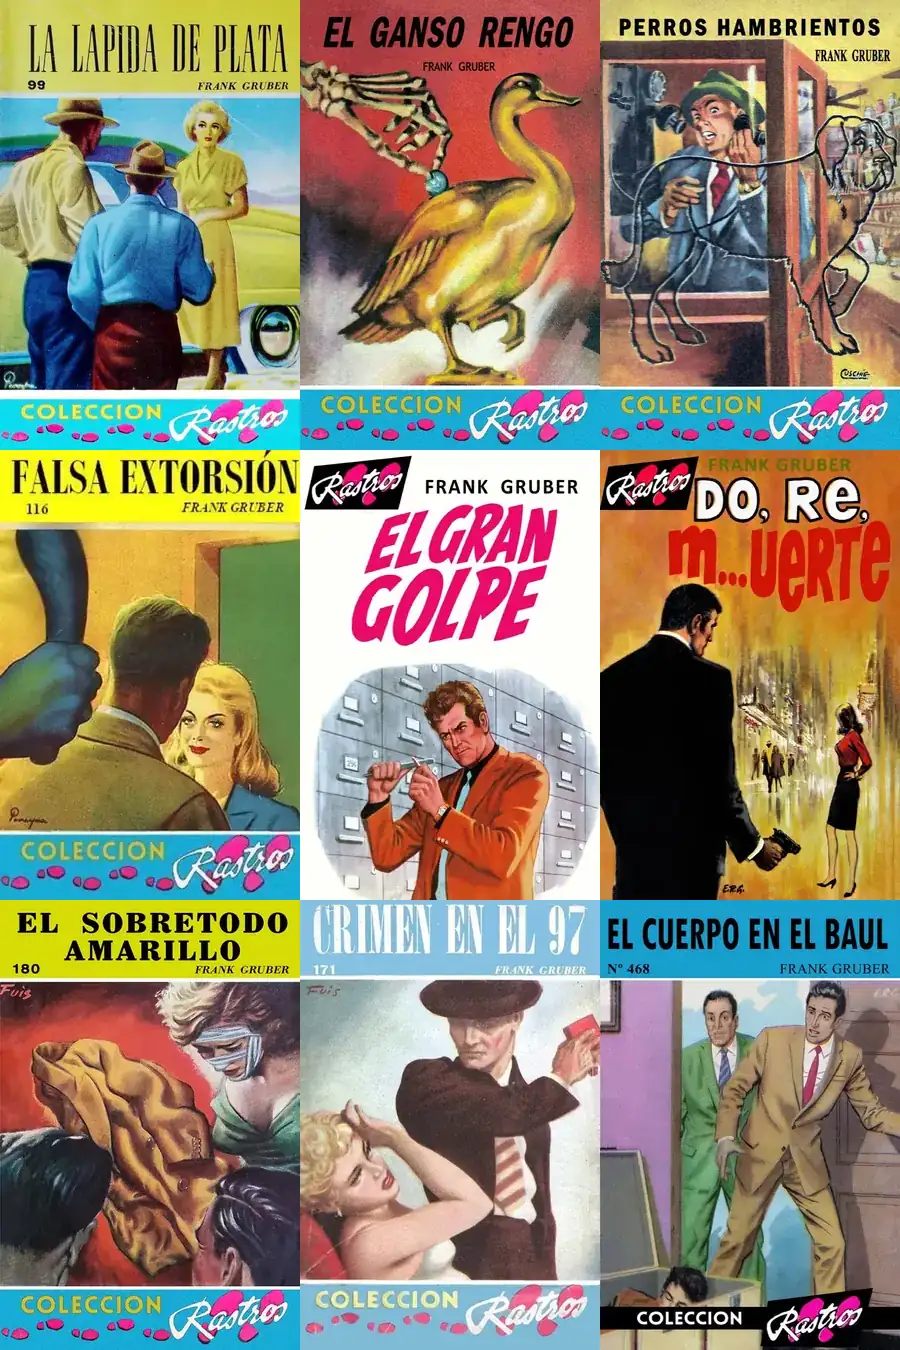 LA LAPIDA DE PLATA
99
FRANK GRUBER
COLECCION
Rastros
EL GANSO RENGO
FRANK GRUBER
COLECCION
Rastros
PERROS HAMBRIENTOS
FRANK GRUBER
COLECCION
Rastros
FALSA EXTORSIÓN
116
FRANK GRUBER
COLECCION
Rastros
Rastros
FRANK GRUBER
EL GRAN
GOLPE
Rastros
FRANK GRUBER
DO, Re,
m...UERTE
E.R.G.
EL SOBRETODO
AMARILLO
180
FRANK GRUBER
Fuis
COLECCION
Rastros
CRIMEN EN EL 97
171
FRANK GRUBER
Fuis
COLECCION
Rastros
EL CUERPO EN EL BAUL
Nº 468
FRANK GRUBER
COLECCION
Rastros